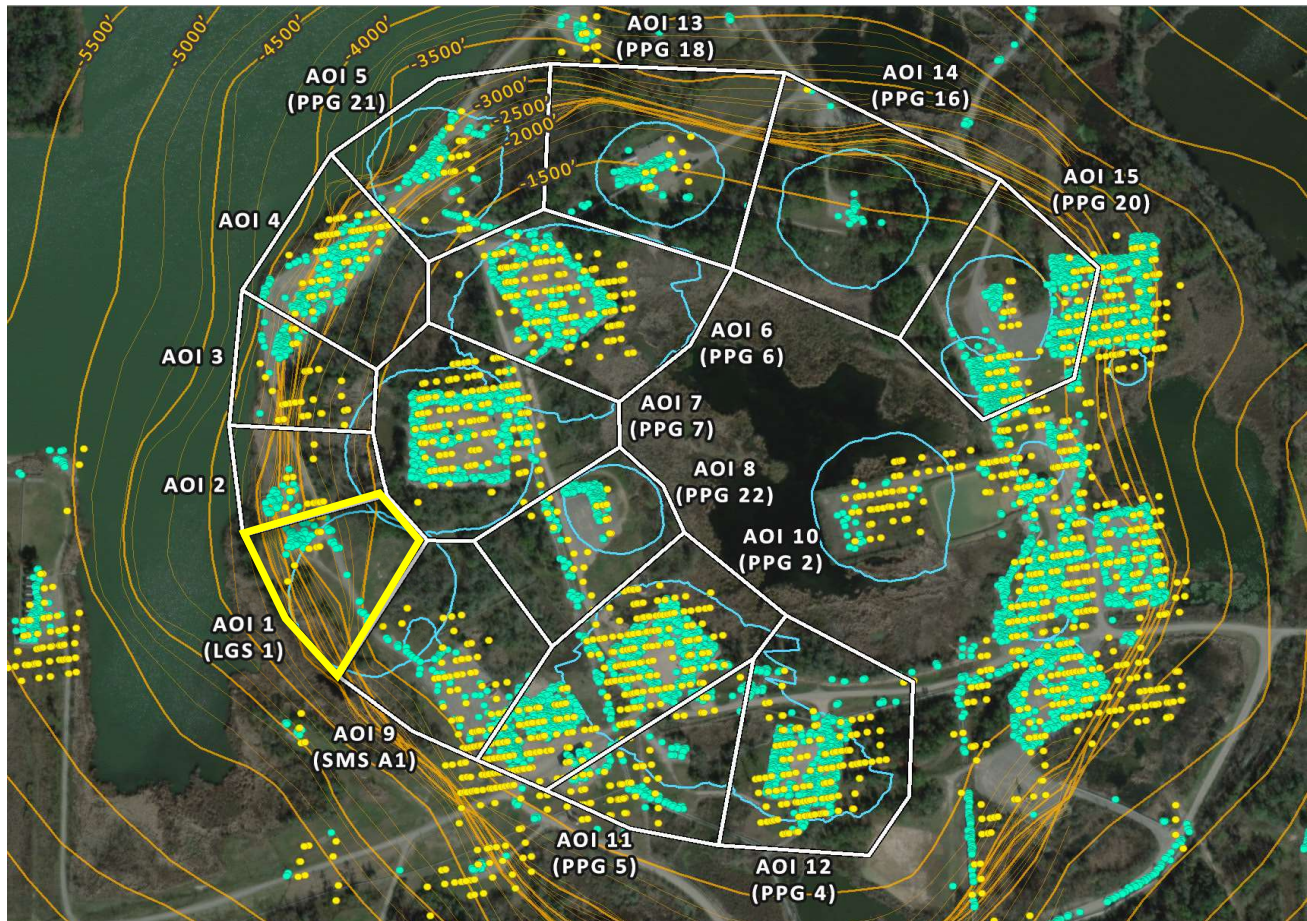 -5500'
-5000'
-4500'
-4000'
-3500'
-3000'
-2500'
-2000'
-1500'
AOI 13
(PPG 18)
AOI 5
(PPG 21)
AOI 14
(PPG 16)
AOI 15
(PPG 20)
AOI 4
AOI 3
AOI 6
(PPG 6)
AOI 7
(PPG 7)
AOI 8
(PPG 22)
AOI 2
AOI 10
(PPG 2)
AOI 1
(LGS 1)
AOI 9
(SMS A1)
AOI 11
(PPG 5)
AOI 12
(PPG 4)